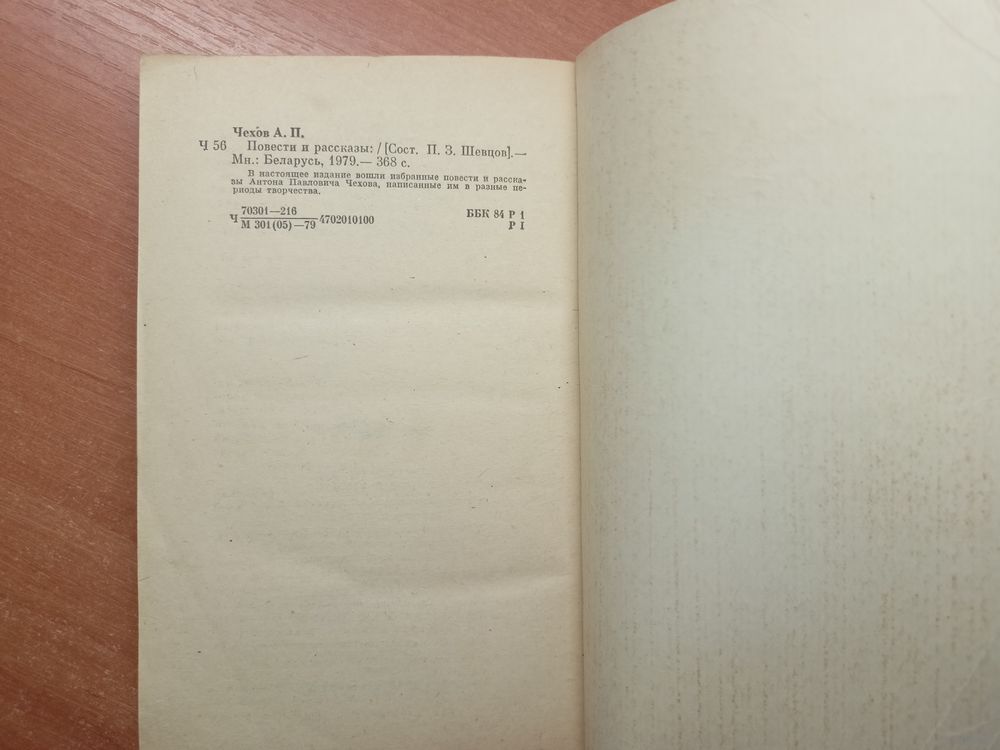 Чехов А. П.
Ч 56 Повести и рассказы: / [Сост. П. З. Шевцов].—
Мн.: Беларусь, 1979.— 368 с.
В настоящее издание вошли избранные повести и расска-
зы Антона Павловича Чехова, написанные им в разные пе-
риоды творчества.
70301—216
Ч 4702010100 ББК 84 Р 1
М 301(05)—79 Р I